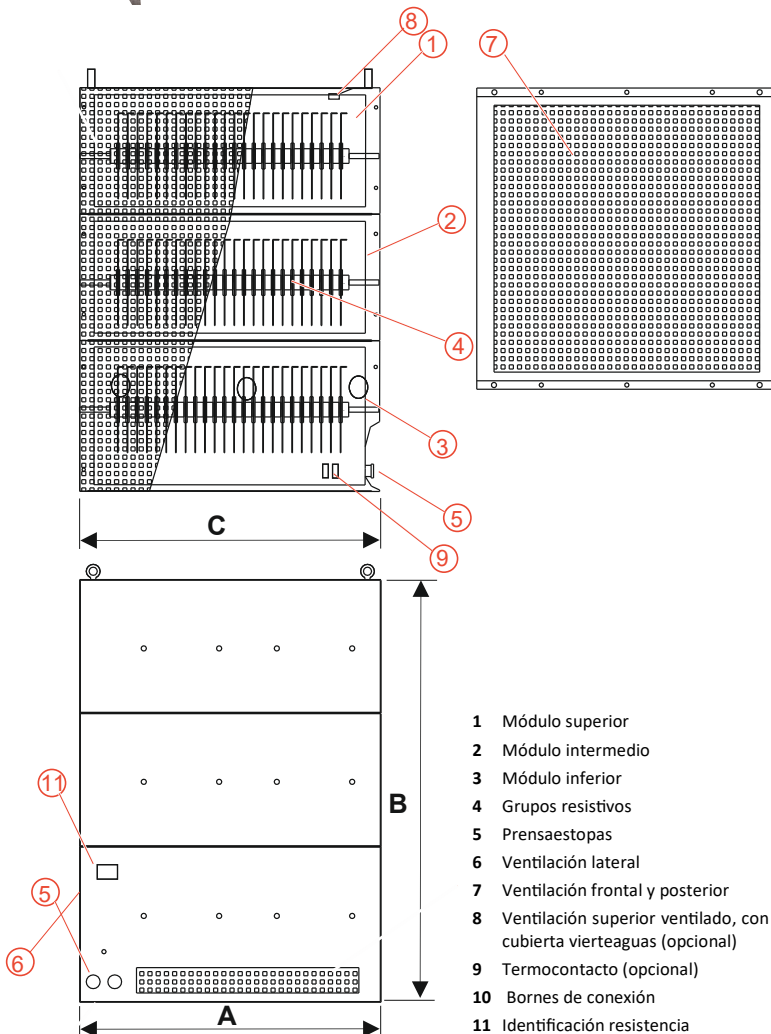 8
1
7
2
4
3
5
C
9
11
B
5
6
A
1 Módulo superior
2 Módulo intermedio
3 Módulo inferior
4 Grupos resistivos
5 Prensaestopas
6 Ventilación lateral
7 Ventilación frontal y posterior
8 Ventilación superior ventilado, con
cubierta vierteaguas (opcional)
9 Termocontacto (opcional)
10 Bornes de conexión
11 Identificación resistencia